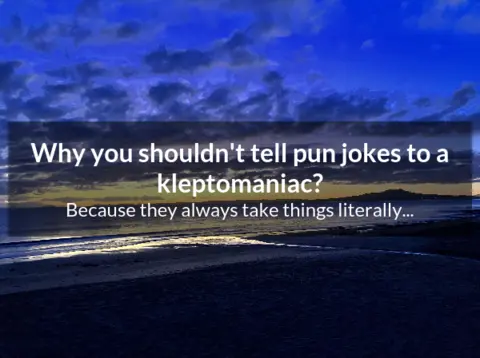 Why you shouldn't tell pun jokes to a
kleptomaniac?
Because they always take things literally...